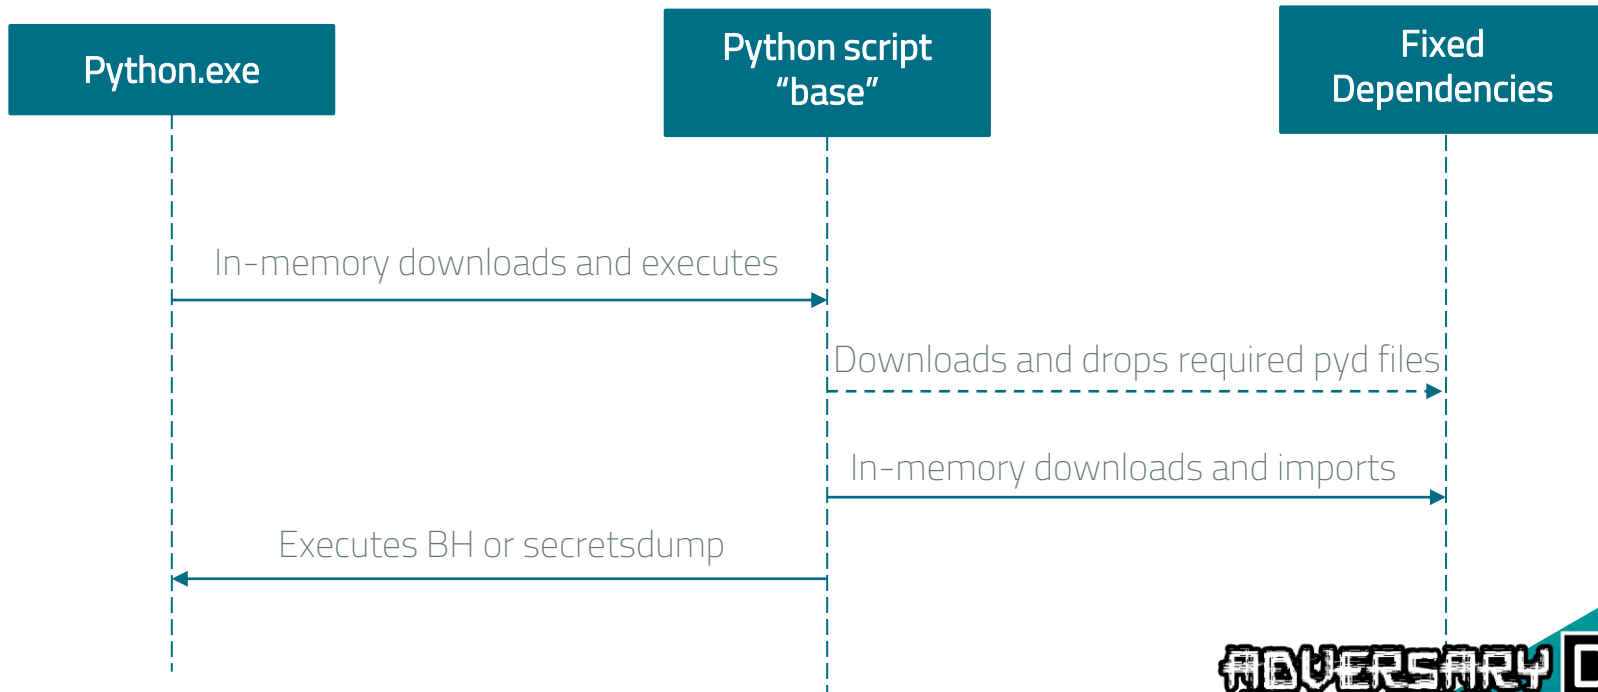 Python.exe
Python script
“base”
Fixed
Dependencies
In-memory downloads and executes
Downloads and drops required pyd files
In-memory downloads and imports
Executes BH or secretsdump
ADVERSARY